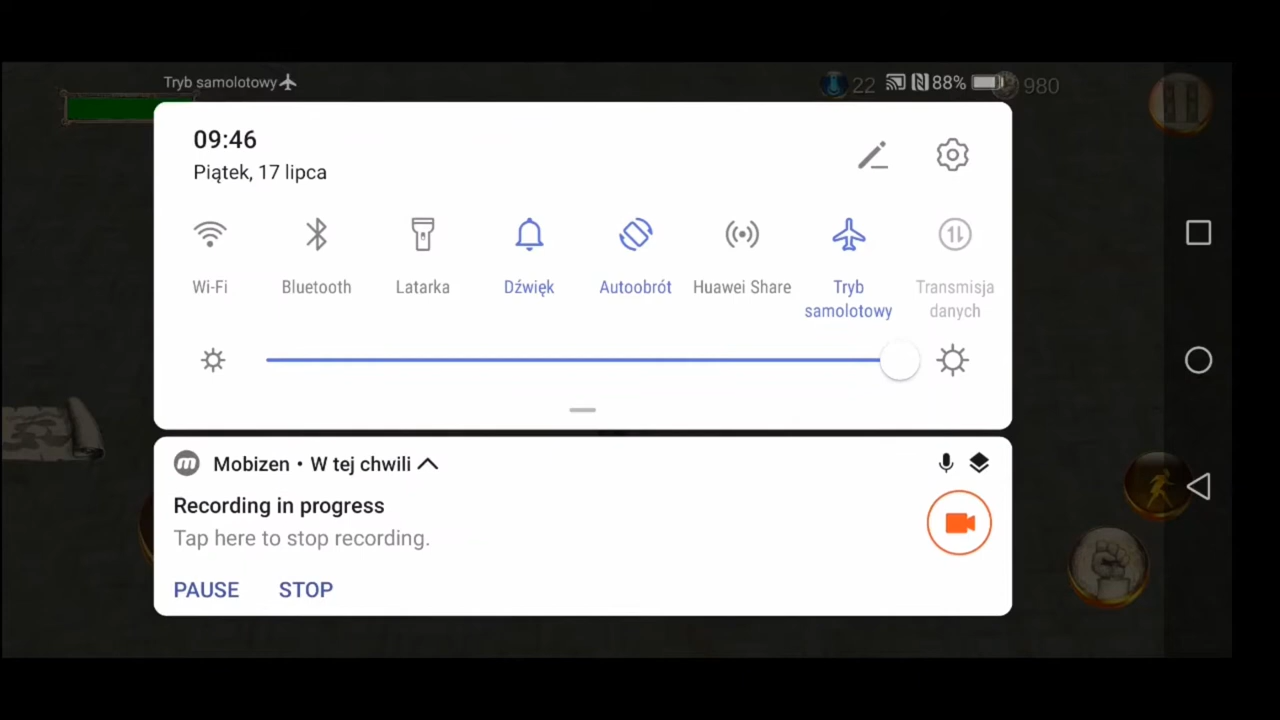 Tryb samolotowy
22 88% 980
09:46
Piątek, 17 lipca
Wi-Fi Bluetooth Latarka Dźwięk Autoobrót Huawei Share Tryb samolotowy Transmisja danych
Mobizen • W tej chwili
Recording in progress
Tap here to stop recording.
PAUSE STOP